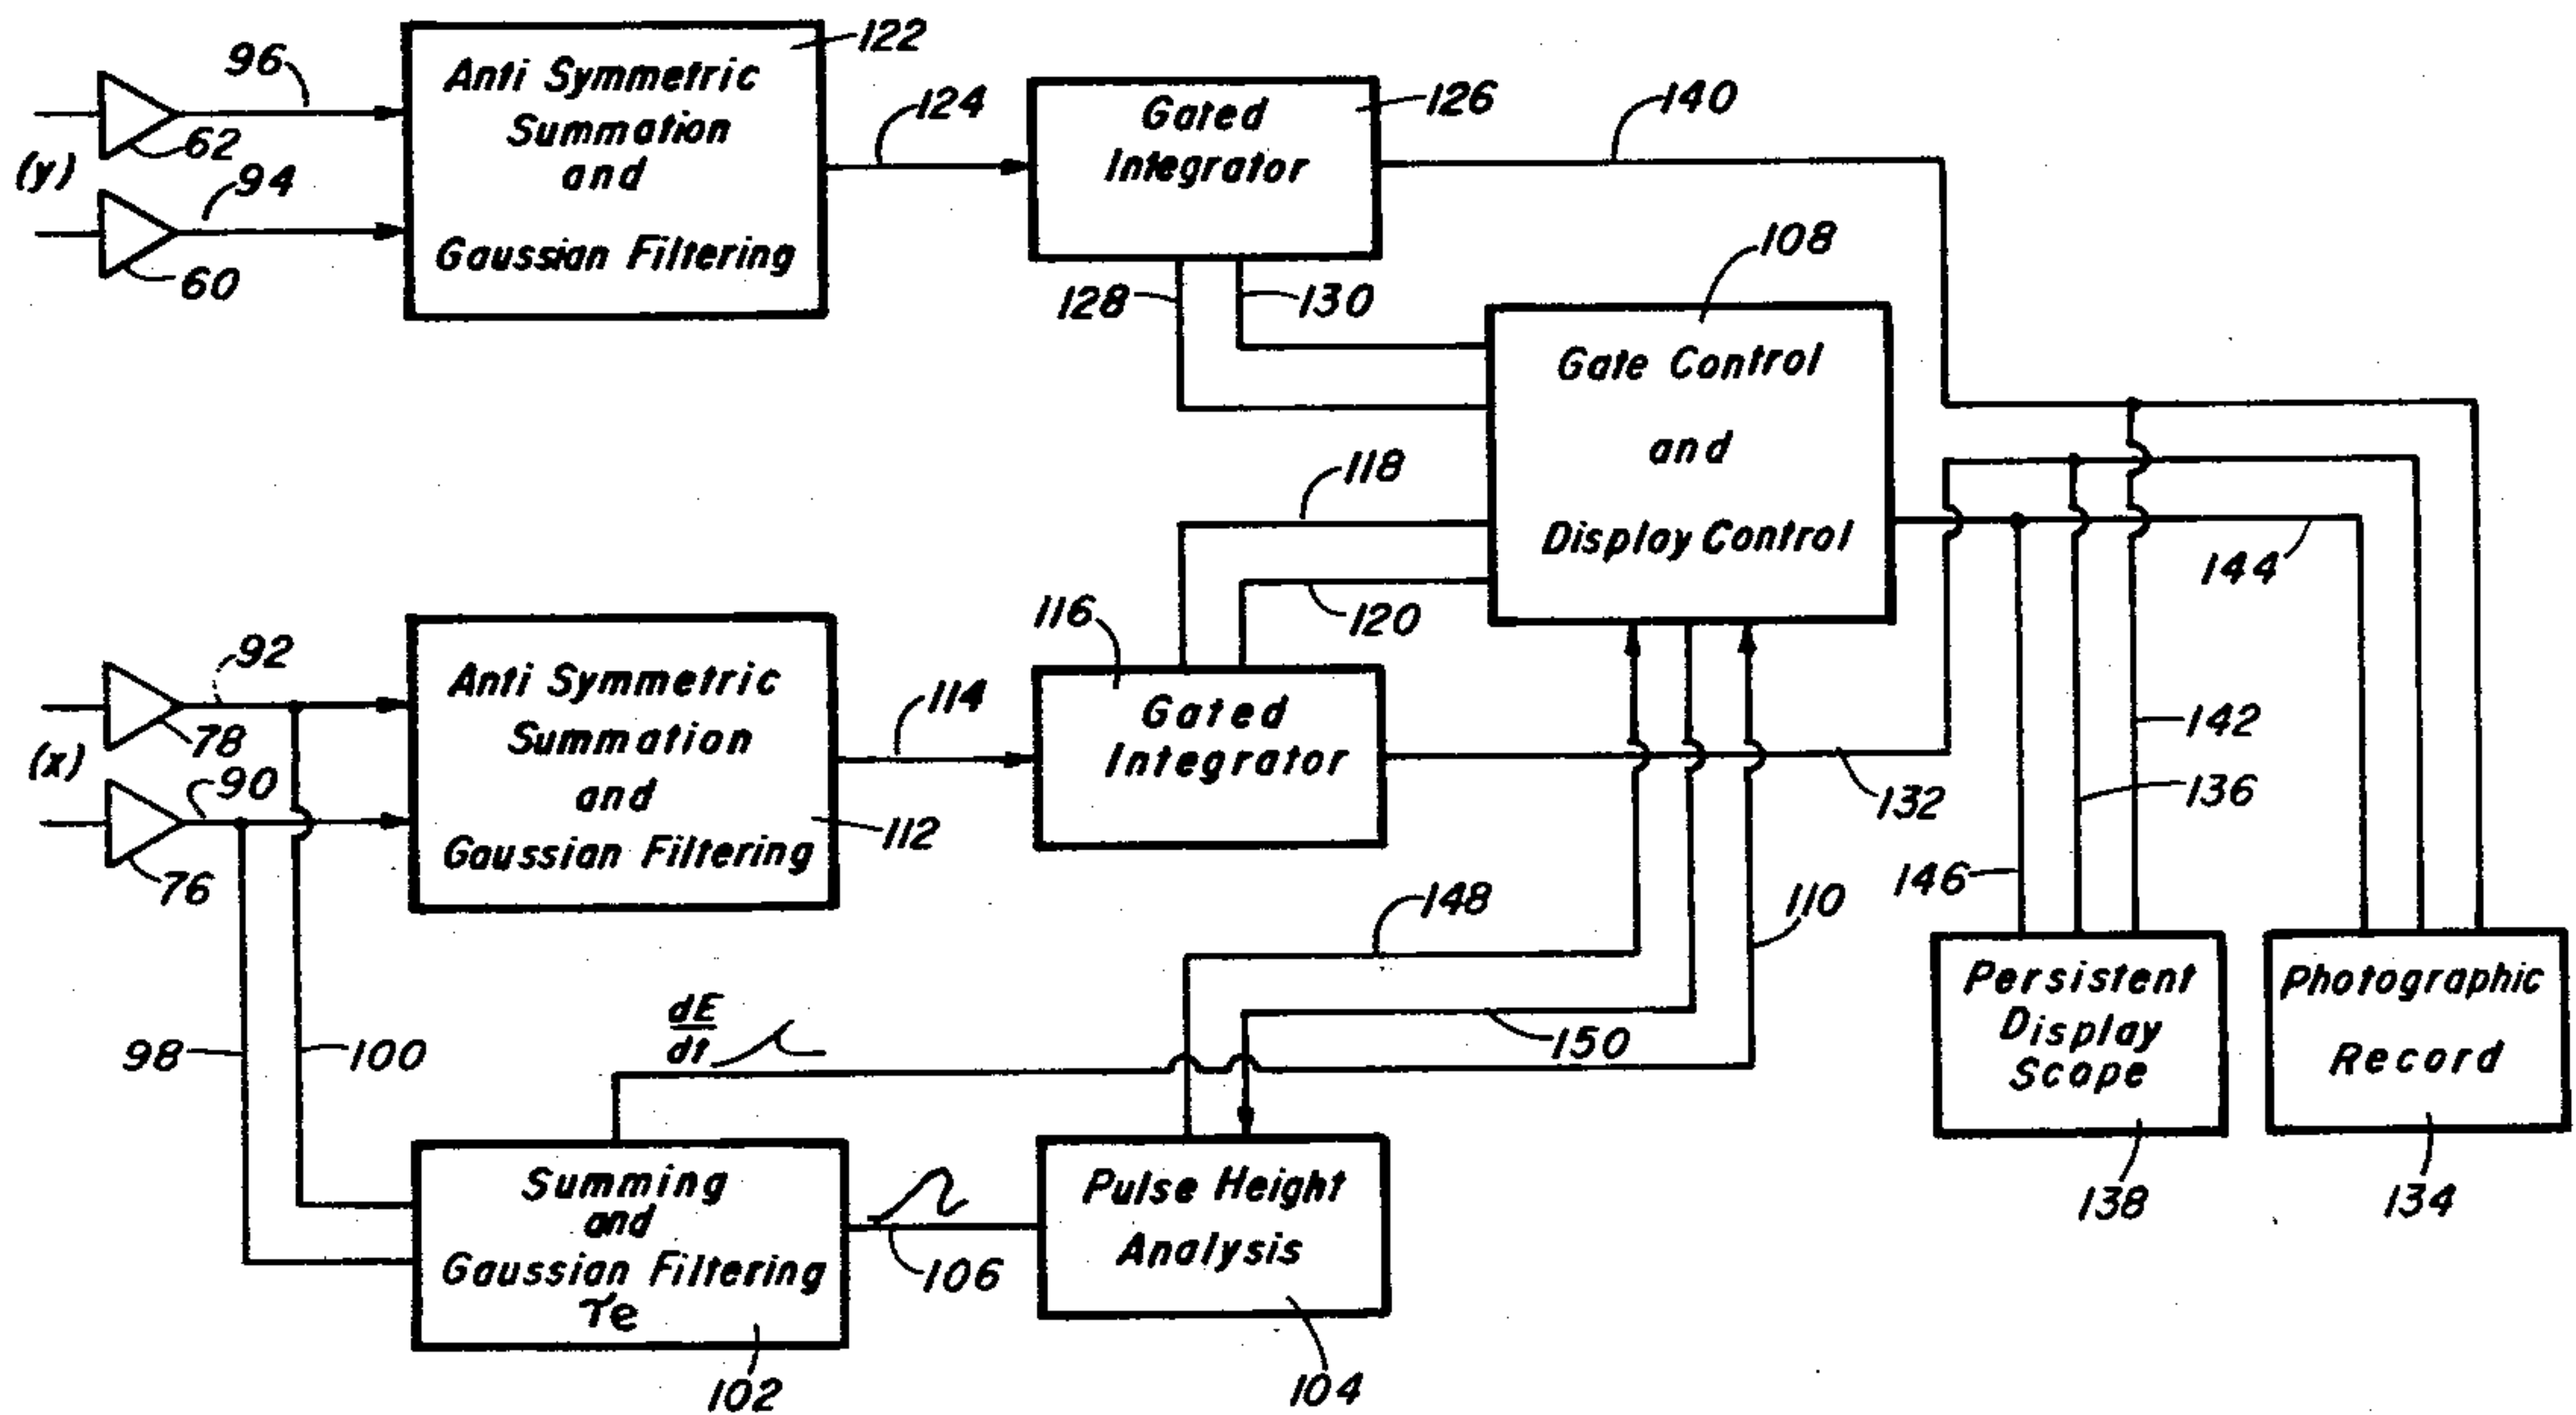 122
96
Anti Symmetric
Summation
and
Gaussian Filtering
62
(y)
94
60
124
Gated
Integrator
126
140
128
130
108
Gate Control
and
Display Control
118
120
144
116
92
Anti Symmetric
Summation
and
Gaussian Filtering
78
(x)
90
76
112
114
Gated
Integrator
132
142
136
146
148
110
98
100
dE
dt
150
Persistent
Display
Scope
138
Photographic
Record
134
Summing
and
Gaussian Filtering
τe
102
106
Pulse Height
Analysis
104